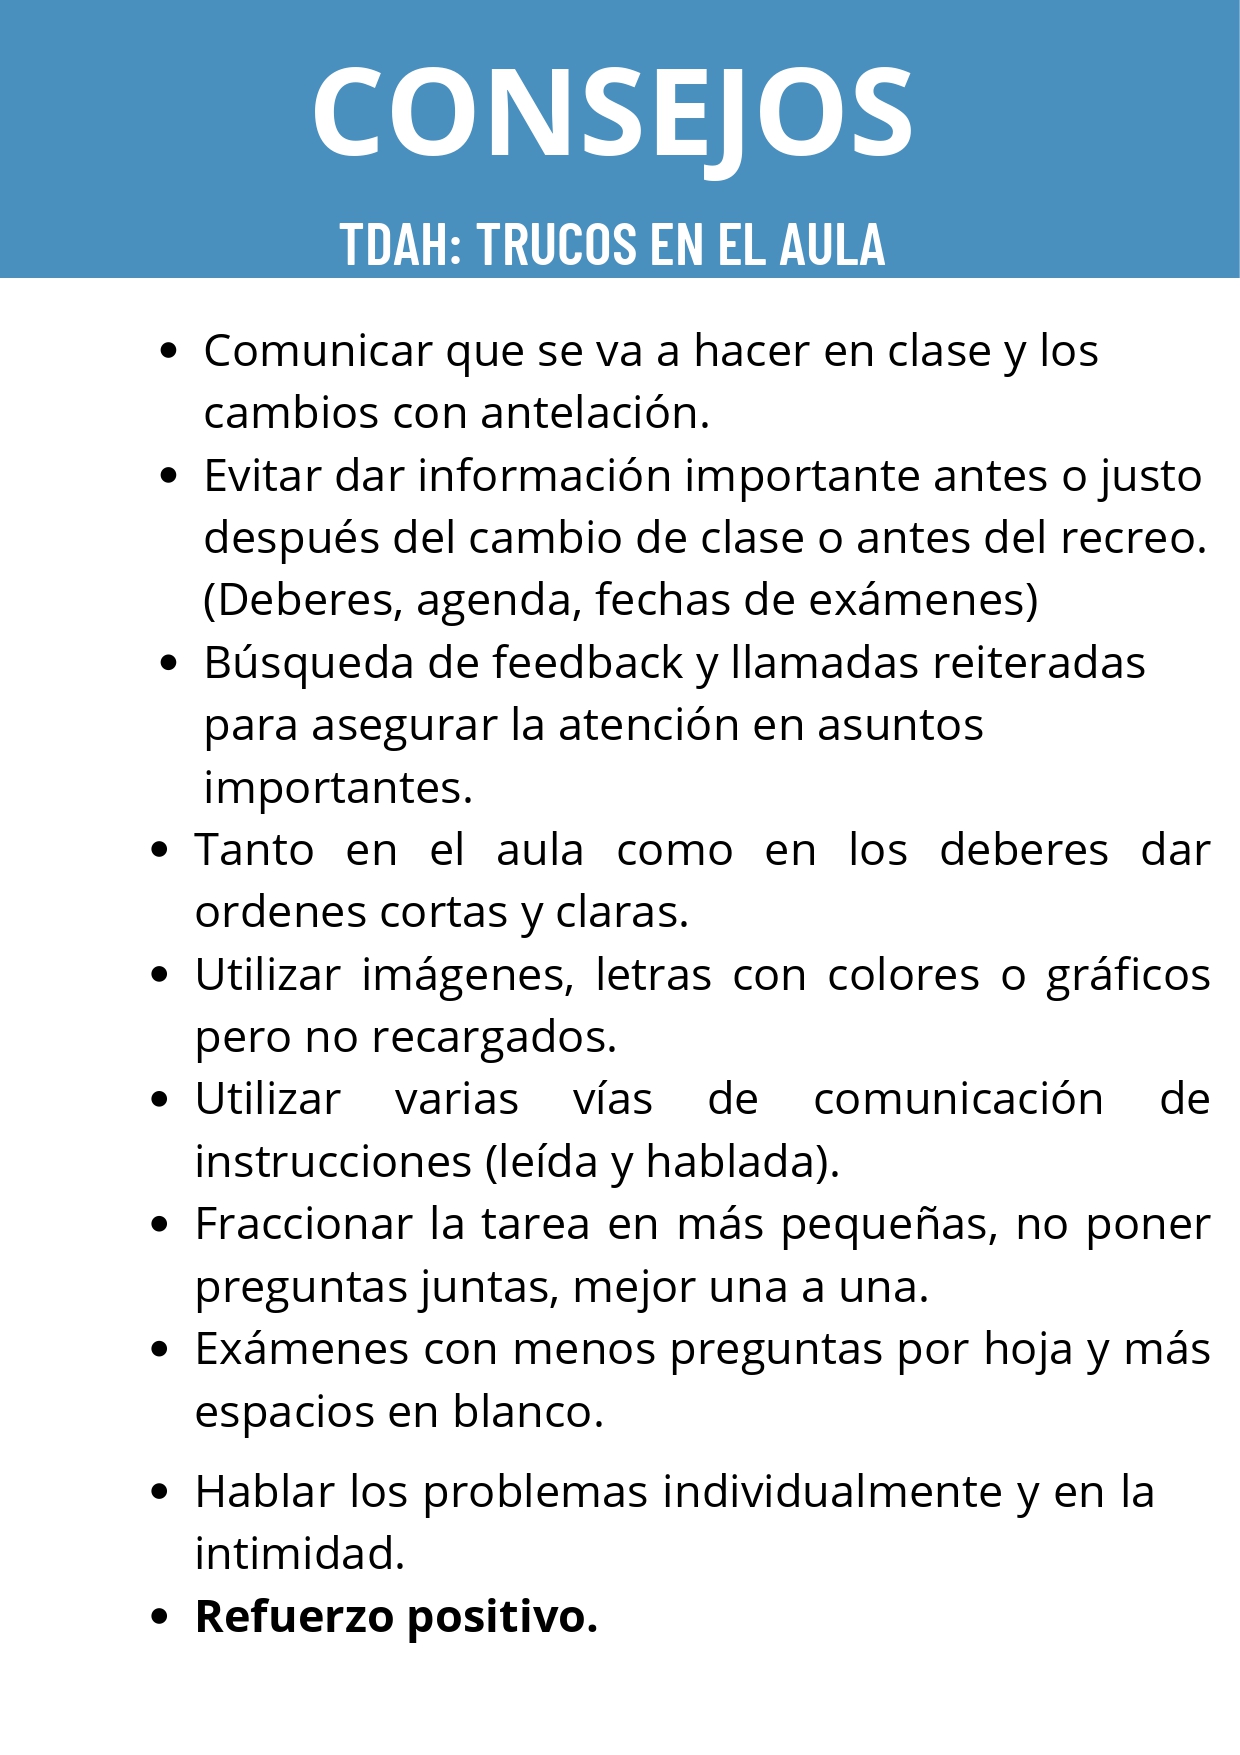 CONSEJOS
TDAH: TRUCOS EN EL AULA
• Comunicar que se va a hacer en clase y los
cambios con antelación.
• Evitar dar información importante antes o justo
después del cambio de clase o antes del recreo.
(Deberes, agenda, fechas de exámenes)
• Búsqueda de feedback y llamadas reiteradas
para asegurar la atención en asuntos
importantes.
• Tanto en el aula como en los deberes dar
ordenes cortas y claras.
• Utilizar imágenes, letras con colores o gráficos
pero no recargados.
• Utilizar varias vías de comunicación de
instrucciones (leída y hablada).
• Fraccionar la tarea en más pequeñas, no poner
preguntas juntas, mejor una a una.
• Exámenes con menos preguntas por hoja y más
espacios en blanco.
• Hablar los problemas individualmente y en la
intimidad.
• Refuerzo positivo.